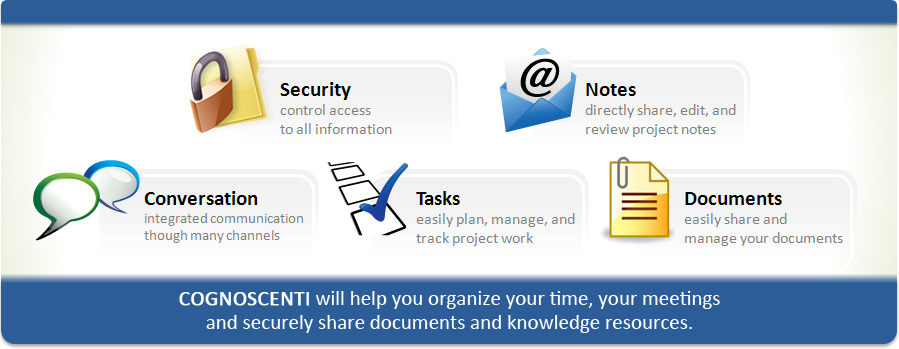 Security
control access
to all information
@
Notes
directly share, edit, and
review project notes
Conversation
integrated communication
though many channels
Tasks
easily plan, manage, and
track project work
Documents
easily share and
manage your documents
COGNOSCENTI will help you organize your time, your meetings
and securely share documents and knowledge resources.